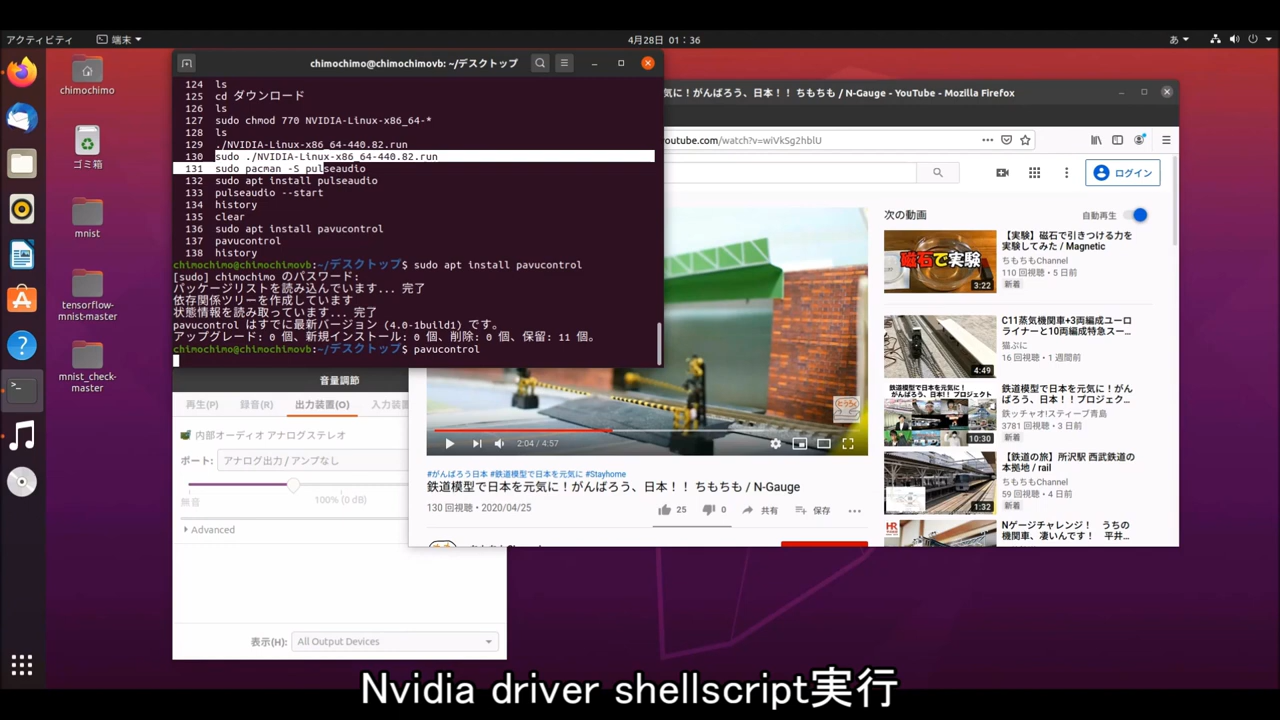 アクティビティ
端末
4月28日 01:36
あ
chimochimo
ゴミ箱
mnist
tensorflow-
mnist-master
mnist_check-
master
chimochimo@chimochimovb: ~/デスクトップ
124 ls
125 cd ダウンロード
126 ls
127 sudo chmod 770 NVIDIA-Linux-x86_64-*
128 ls
129 ./NVIDIA-Linux-x86_64-440.82.run
130 sudo ./NVIDIA-Linux-x86_64-440.82.run
131 sudo pacman -S pulseaudio
132 sudo apt install pulseaudio
133 pulseaudio --start
134 history
135 clear
136 sudo apt install pavucontrol
137 pavucontrol
138 history
chimochimo@chimochimovb:~/デスクトップ$ sudo apt install pavucontrol
[sudo] chimochimo のパスワード:
パッケージリストを読み込んでいます... 完了
依存関係ツリーを作成しています
状態情報を読み取っています... 完了
pavucontrol はすでに最新バージョン (4.0-1build1) です。
アップグレード: 0 個、新規インストール: 0 個、削除: 0 個、保留: 11 個。
chimochimo@chimochimovb:~/デスクトップ$ pavucontrol
気に！がんばろう、日本！！ ちもちも / N-Gauge - YouTube - Mozilla Firefox
outube.com/watch?v=wiVkSg2hblU
ログイン
2:04 / 4:57
#がんばろう日本 #鉄道模型で日本を元気に #Stayhome
鉄道模型で日本を元気に！がんばろう、日本！！ ちもちも / N-Gauge
130 回視聴・2020/04/25
25
0
共有
保存
次の動画
自動再生
磁石で実験
3:22
【実験】磁石で引きつける力を
実験してみた / Magnetic
ちもちもChannel
110 回視聴・5 日前
新着
4:49
C11蒸気機関車+3両編成ユーロ
ライナーと10両編成特急スー...
猫ぷに
16 回視聴・1 週間前
10:30
鉄道模型で日本を元気に！がん
ばろう、日本!! プロジェクト...
鉄ッチャオ!スティーブ青島
3781 回視聴・3 日前
新着
1:32
【鉄道の旅】所沢駅 西武鉄道の
本拠地 / rail
ちもちもChannel
59 回視聴・4 日前
新着
Nゲージチャレンジ！ うちの
機関車、凄いんです！ 平井...
音量調節
再生(P)
録音(R)
出力装置(O)
入力装置
内部オーディオ アナログステレオ
ポート:
アナログ出力 / アンプなし
無音
100% (0 dB)
Advanced
表示(H):
All Output Devices
Nvidia driver shellscript実行